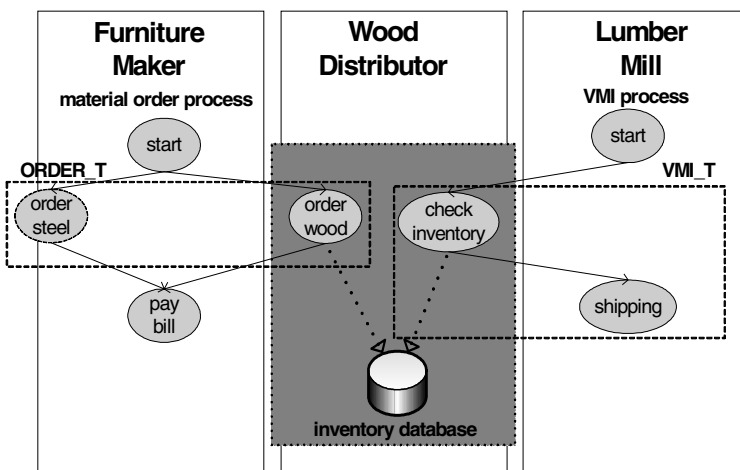 Furniture
Maker
Wood
Distributor
Lumber
Mill
material order process
VMI process
start
start
ORDER_T
VMI_T
order
steel
order
wood
check
inventory
pay
bill
shipping
inventory database